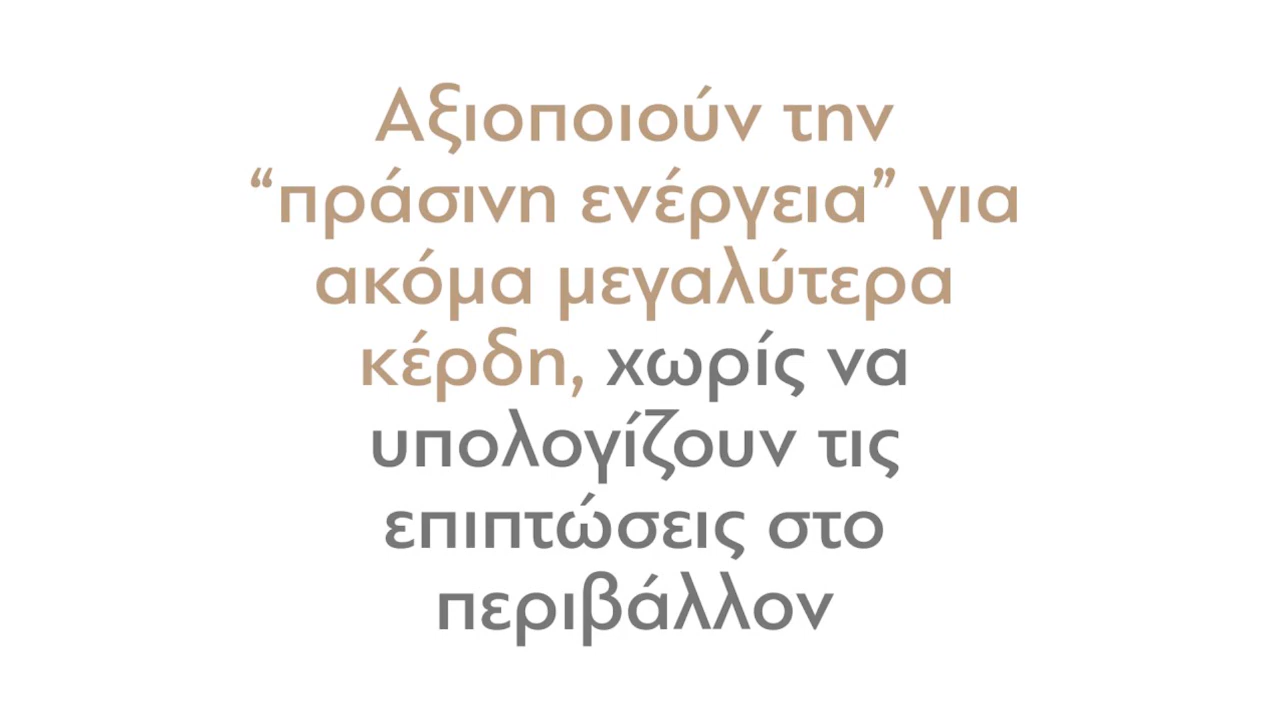 Αξιοποιούν την
“πράσινη ενέργεια” για
ακόμα μεγαλύτερα
κέρδη, χωρίς να
υπολογίζουν τις
επιπτώσεις στο
περιβάλλον